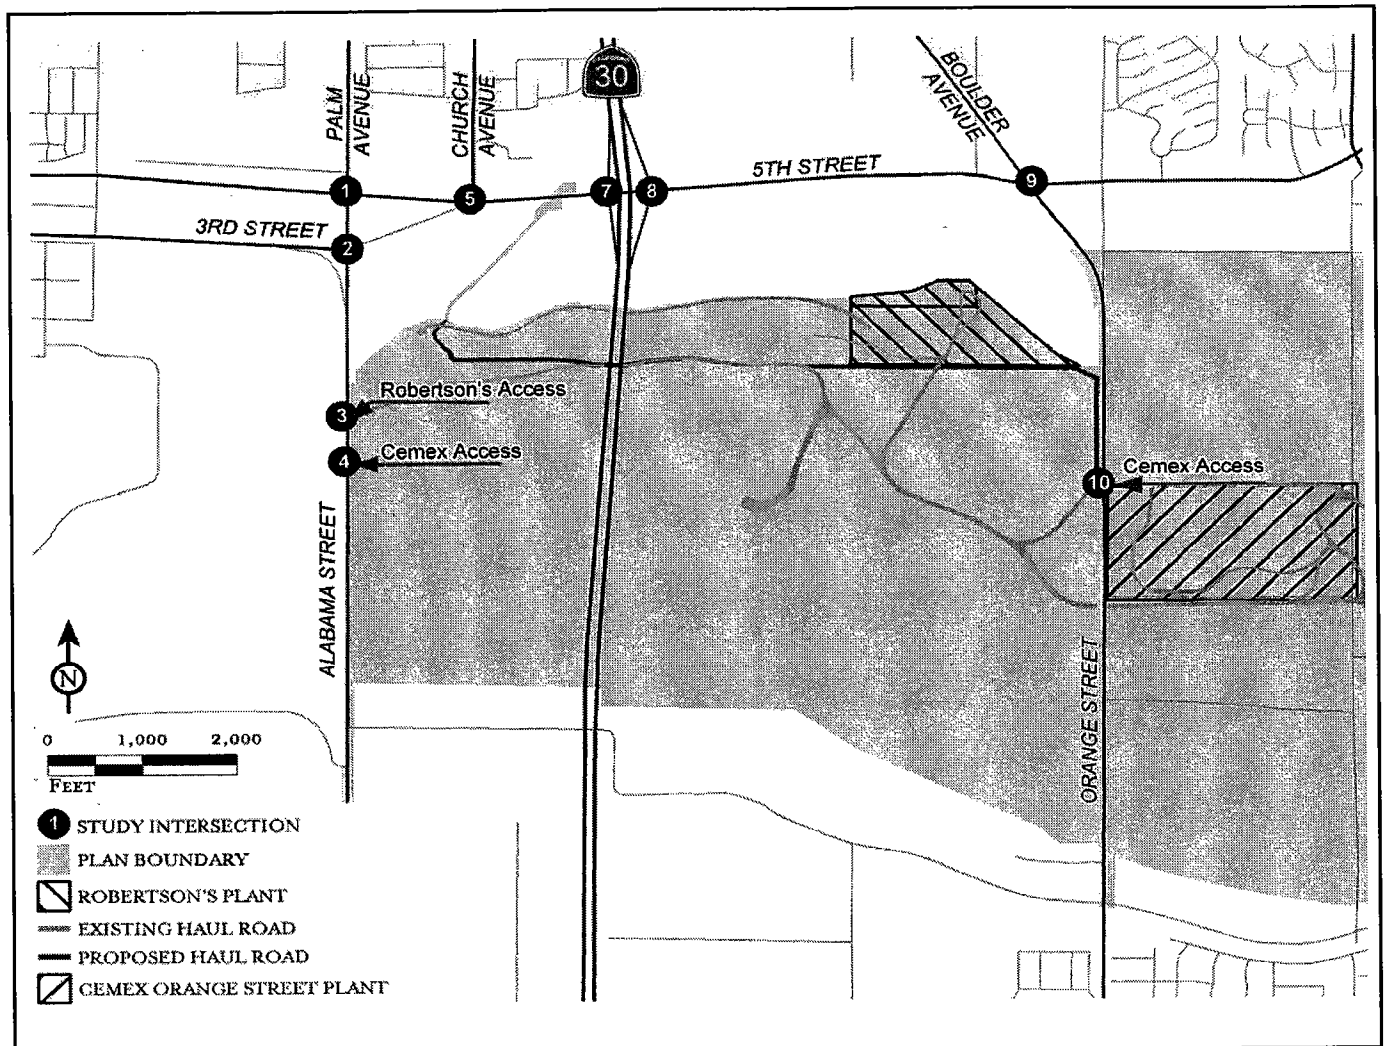 30
PALM
AVENUE
CHURCH
AVENUE
BOULDER
AVENUE
5TH STREET
1
5
7
8
9
3RD STREET
2
Robertson's Access
3
Cemex Access
4
Cemex Access
10
ALABAMA STREET
ORANGE STREET
N
0 1,000 2,000
FEET
1 STUDY INTERSECTION
PLAN BOUNDARY
ROBERTSON'S PLANT
EXISTING HAUL ROAD
PROPOSED HAUL ROAD
CEMEX ORANGE STREET PLANT